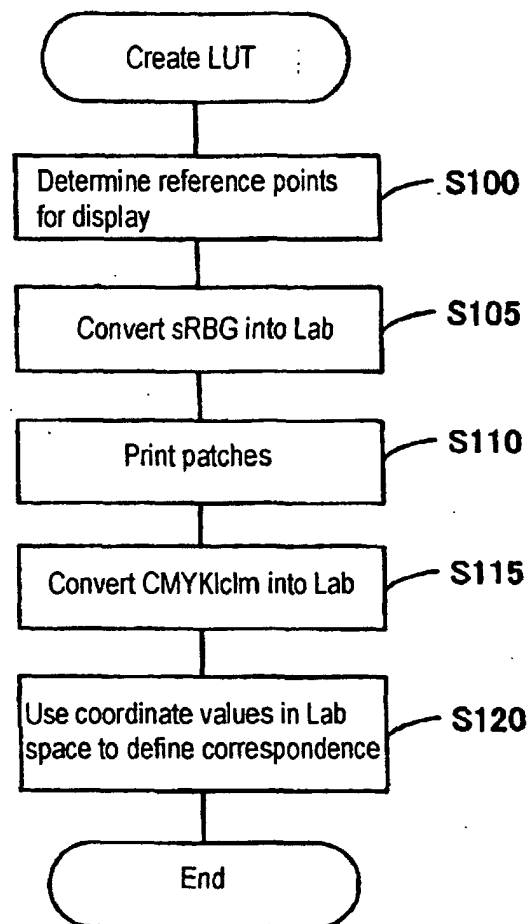 Create LUT
Determine reference points
for display
S100
Convert sRBG into Lab
S105
Print patches
S110
Convert CMYKlclm into Lab
S115
Use coordinate values in Lab
space to define correspondence
S120
End